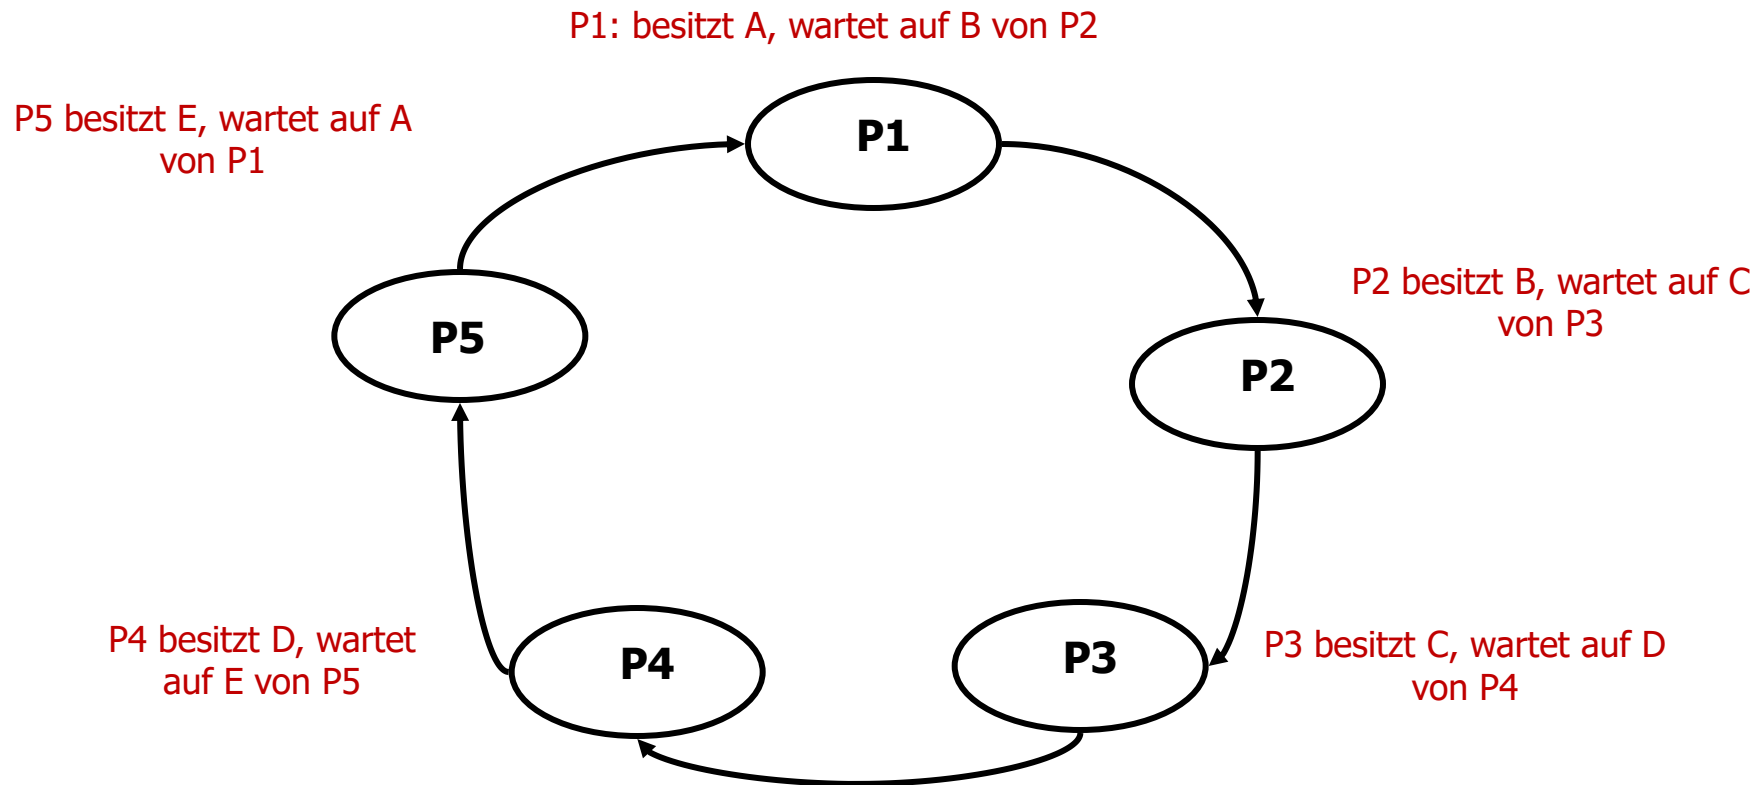 P1: besitzt A, wartet auf B von P2
P5 besitzt E, wartet auf A
von P1
P1
P2 besitzt B, wartet auf C
von P3
P5
P2
P4 besitzt D, wartet
auf E von P5
P4
P3
P3 besitzt C, wartet auf D
von P4